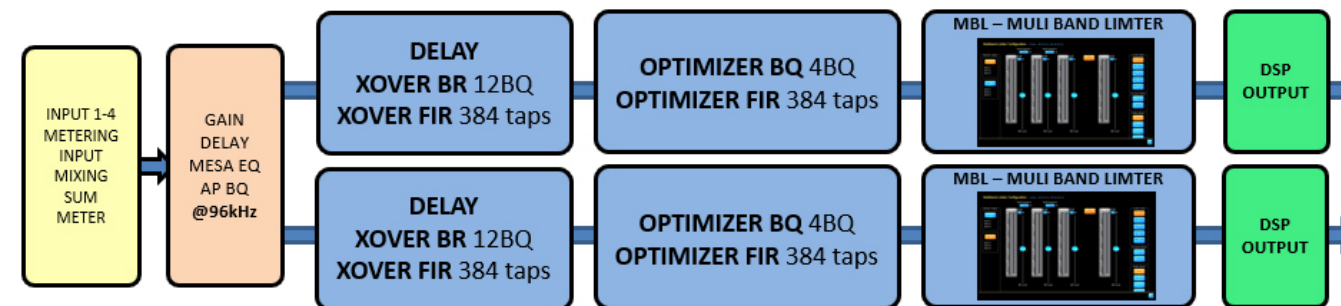 INPUT 1-4
METERING
INPUT
MIXING
SUM
METER
GAIN
DELAY
MESA EQ
AP BQ
@96kHz
DELAY
XOVER BR 12BQ
XOVER FIR 384 taps
OPTIMIZER BQ 4BQ
OPTIMIZER FIR 384 taps
MBL – MULI BAND LIMTER
DSP
OUTPUT
DELAY
XOVER BR 12BQ
XOVER FIR 384 taps
OPTIMIZER BQ 4BQ
OPTIMIZER FIR 384 taps
MBL – MULI BAND LIMTER
DSP
OUTPUT